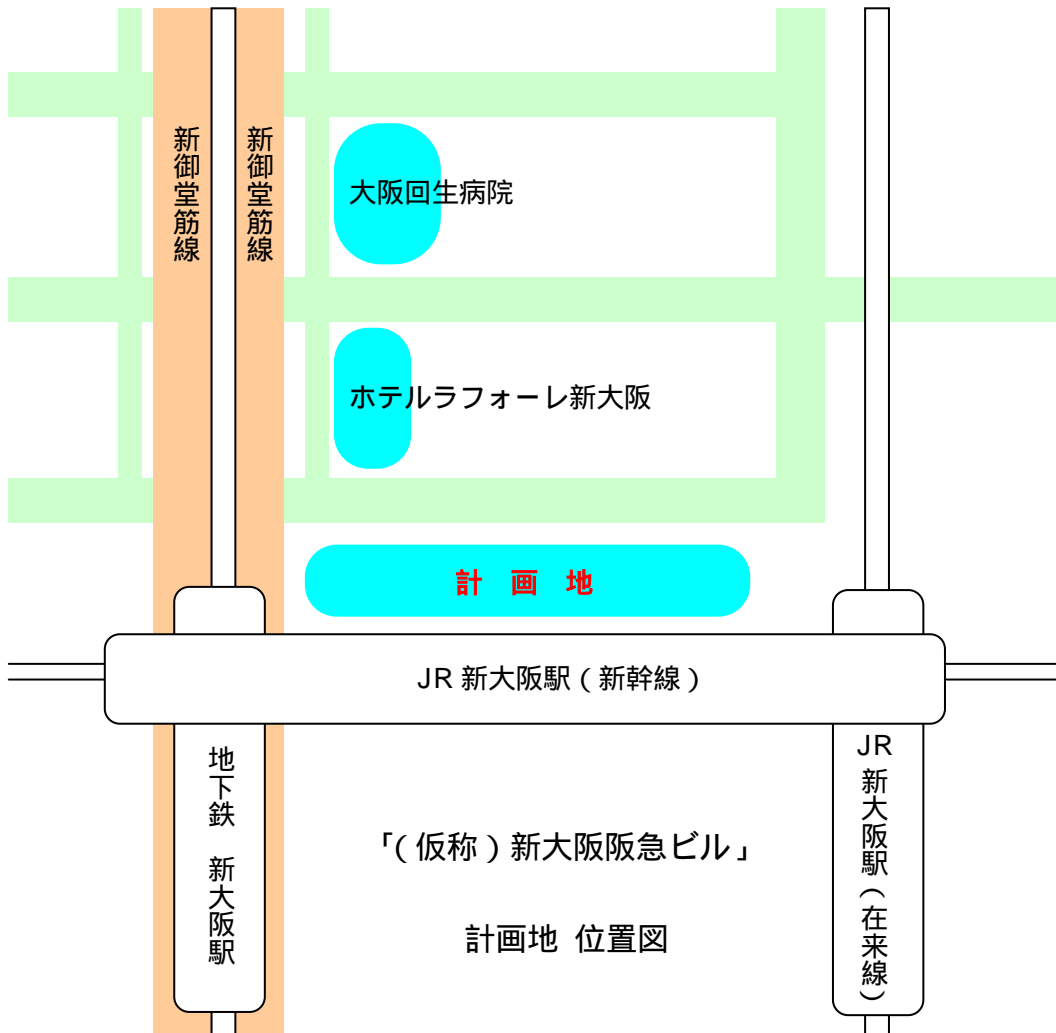 新御堂筋線
新御堂筋線
大阪回生病院
ホテルラフォーレ新大阪
計 画 地
JR 新大阪駅（新幹線）
地下鉄 新大阪駅
JR
新大阪駅（在来線）
「（仮称）新大阪阪急ビル」
計画地 位置図